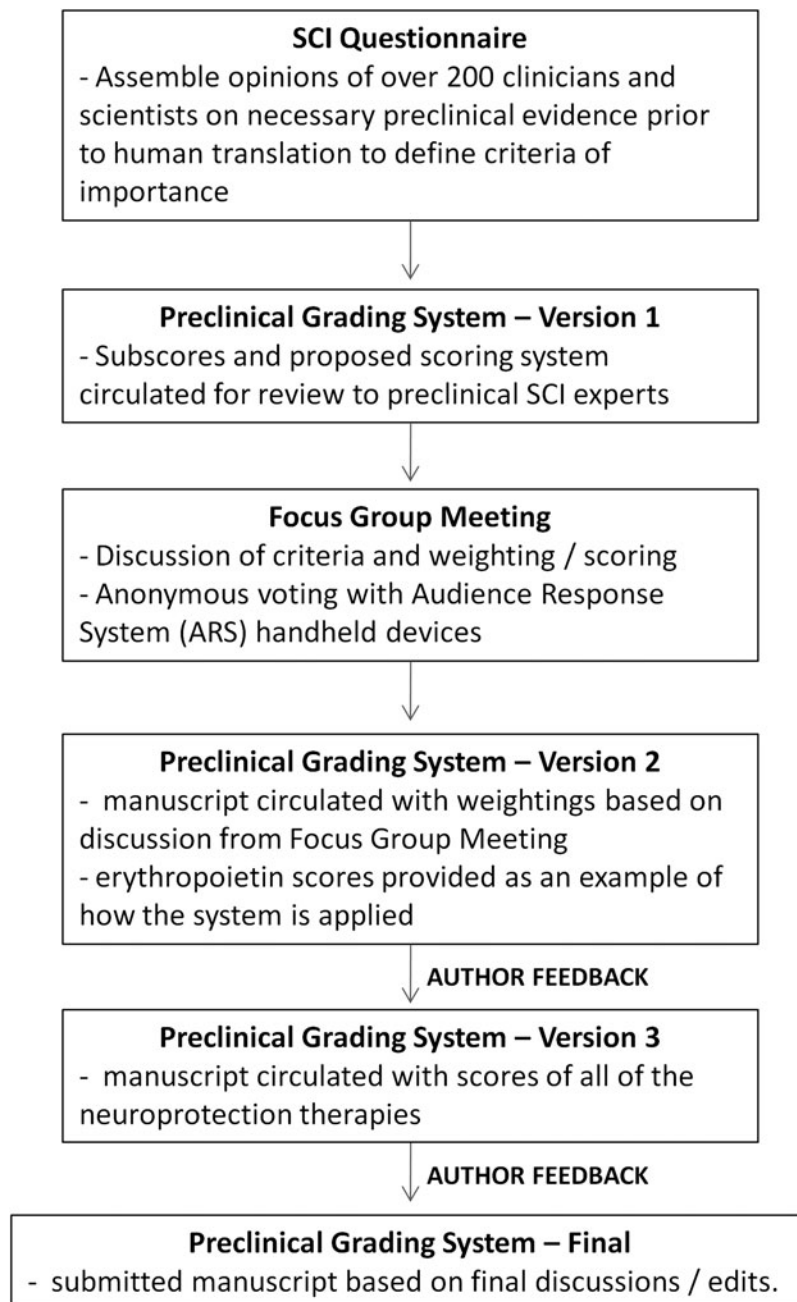 SCI Questionnaire
- Assemble opinions of over 200 clinicians and
scientists on necessary preclinical evidence prior
to human translation to define criteria of
importance
Preclinical Grading System – Version 1
- Subscores and proposed scoring system
circulated for review to preclinical SCI experts
Focus Group Meeting
- Discussion of criteria and weighting / scoring
- Anonymous voting with Audience Response
System (ARS) handheld devices
Preclinical Grading System – Version 2
- manuscript circulated with weightings based on
discussion from Focus Group Meeting
- erythropoietin scores provided as an example of
how the system is applied
AUTHOR FEEDBACK
Preclinical Grading System – Version 3
- manuscript circulated with scores of all of the
neuroprotection therapies
AUTHOR FEEDBACK
Preclinical Grading System – Final
- submitted manuscript based on final discussions / edits.